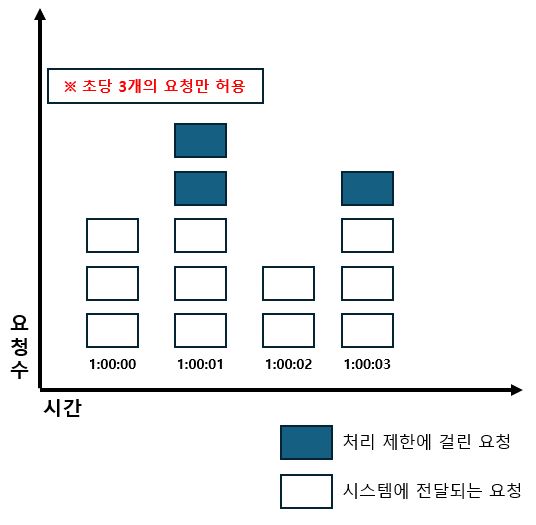 ※ 초당 3개의 요청만 허용
요청수
1:00:00 1:00:01 1:00:02 1:00:03
시간
처리 제한에 걸린 요청
시스템에 전달되는 요청